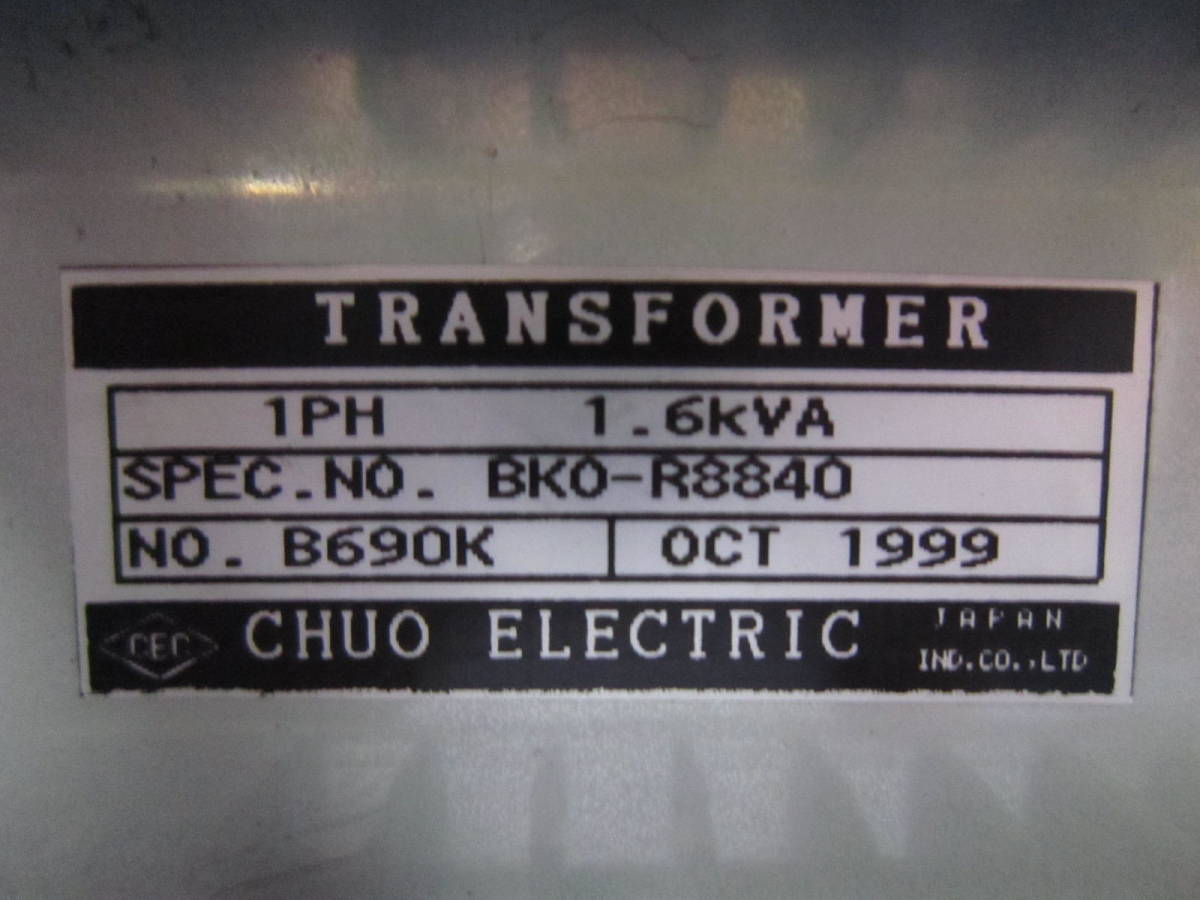 TRANSFORMER
1PH 1.6kVA
SPEC.NO. BKO-R8840
NO. B690K OCT 1999
CEC CHUO ELECTRIC JAPAN
IND.CO.,LTD